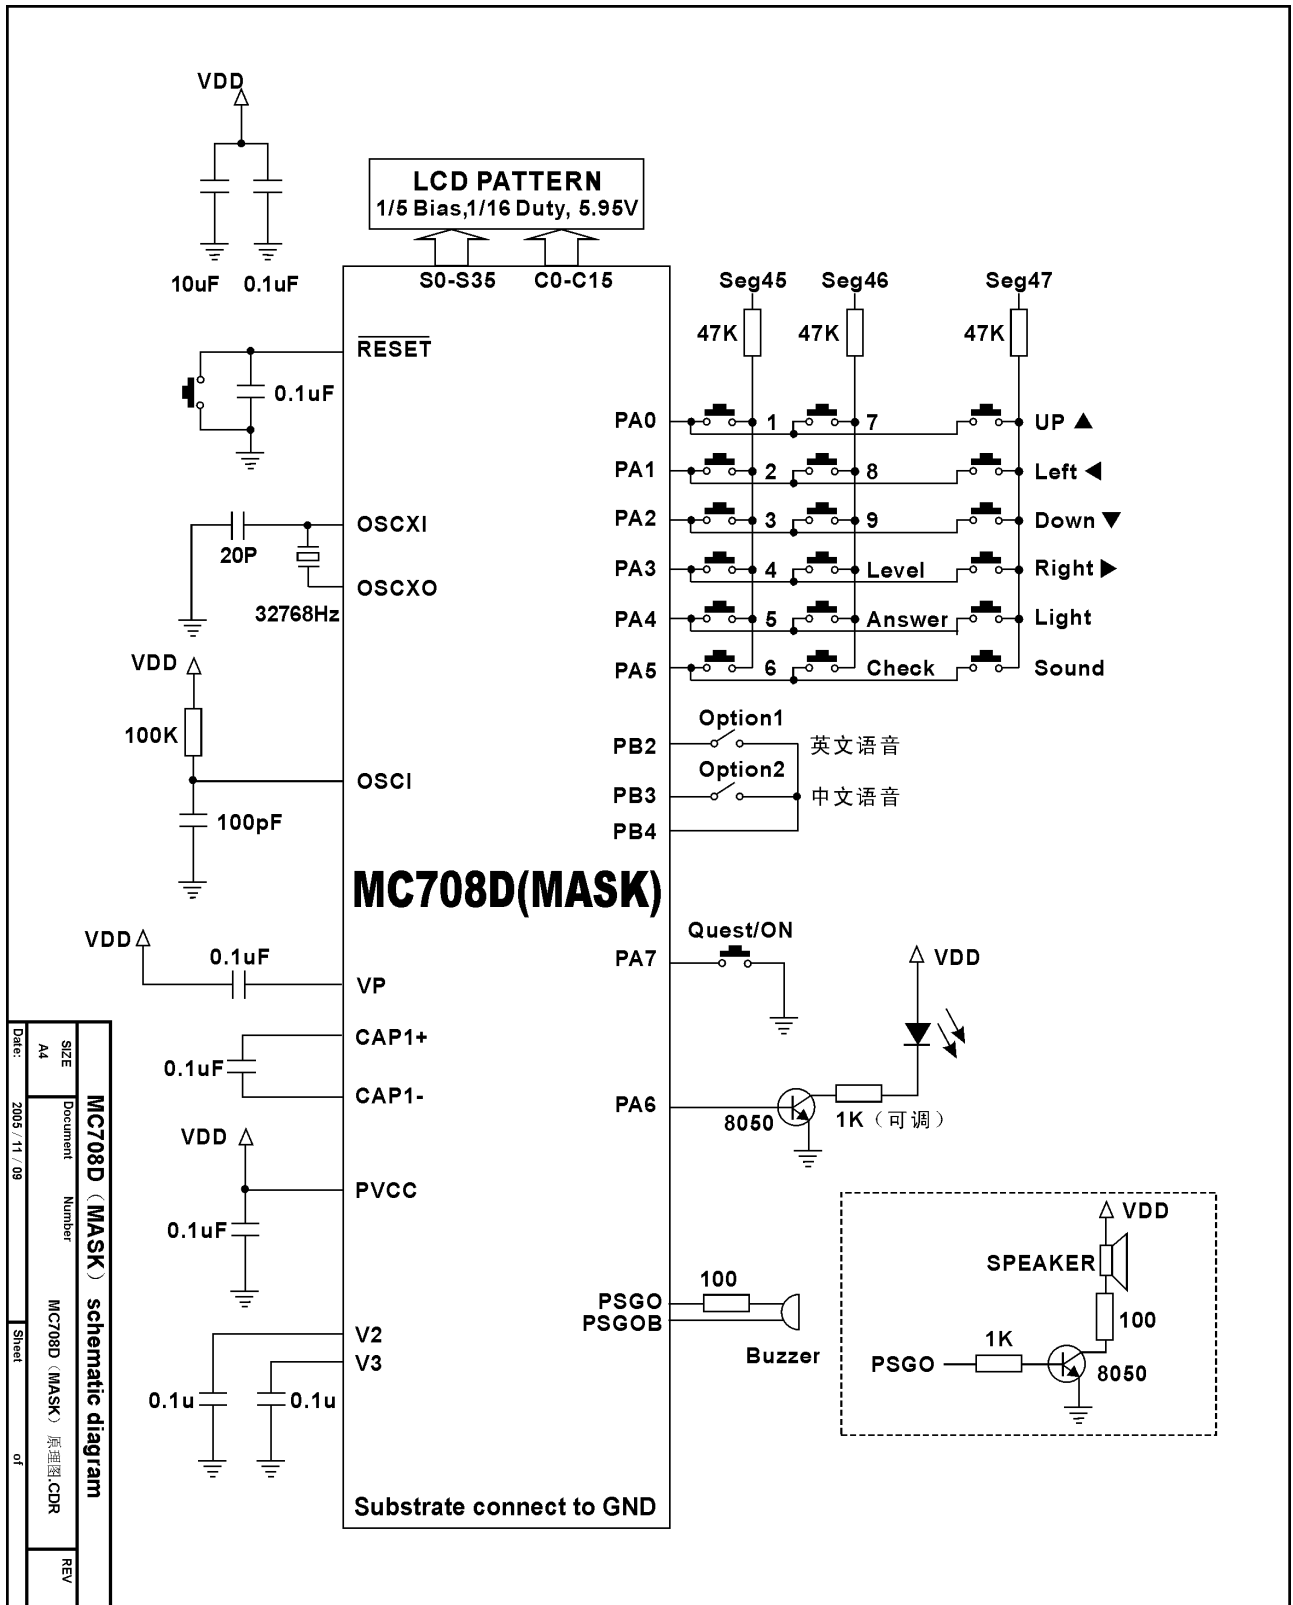 VDD
10uF 0.1uF
LCD PATTERN
1/5 Bias,1/16 Duty, 5.95V
S0-S35 C0-C15
Seg45 Seg46 Seg47
47K 47K 47K
RESET
0.1uF
PA0 1 7 UP ▲
PA1 2 8 Left ◀
PA2 3 9 Down ▼
PA3 4 Level Right ▶
PA4 5 Answer Light
PA5 6 Check Sound
OSCXI
20P
OSCXO
32768Hz
VDD
100K
OSCI
100pF
Option1
PB2 英文语音
Option2
PB3 中文语音
PB4
MC708D(MASK)
VDD
0.1uF
VP
Quest/ON
PA7
VDD
CAP1+
0.1uF
CAP1-
PA6
8050
1K（可调）
VDD
PVCC
0.1uF
PSGO
PSGOB
100
Buzzer
VDD
SPEAKER
100
1K
PSGO
8050
V2
V3
0.1u 0.1u
Substrate connect to GND
MC708D（MASK） schematic diagram
SIZE Document Number REV
A4 MC708D（MASK）原理图.CDR
Date: 2005 / 11 / 09 Sheet of